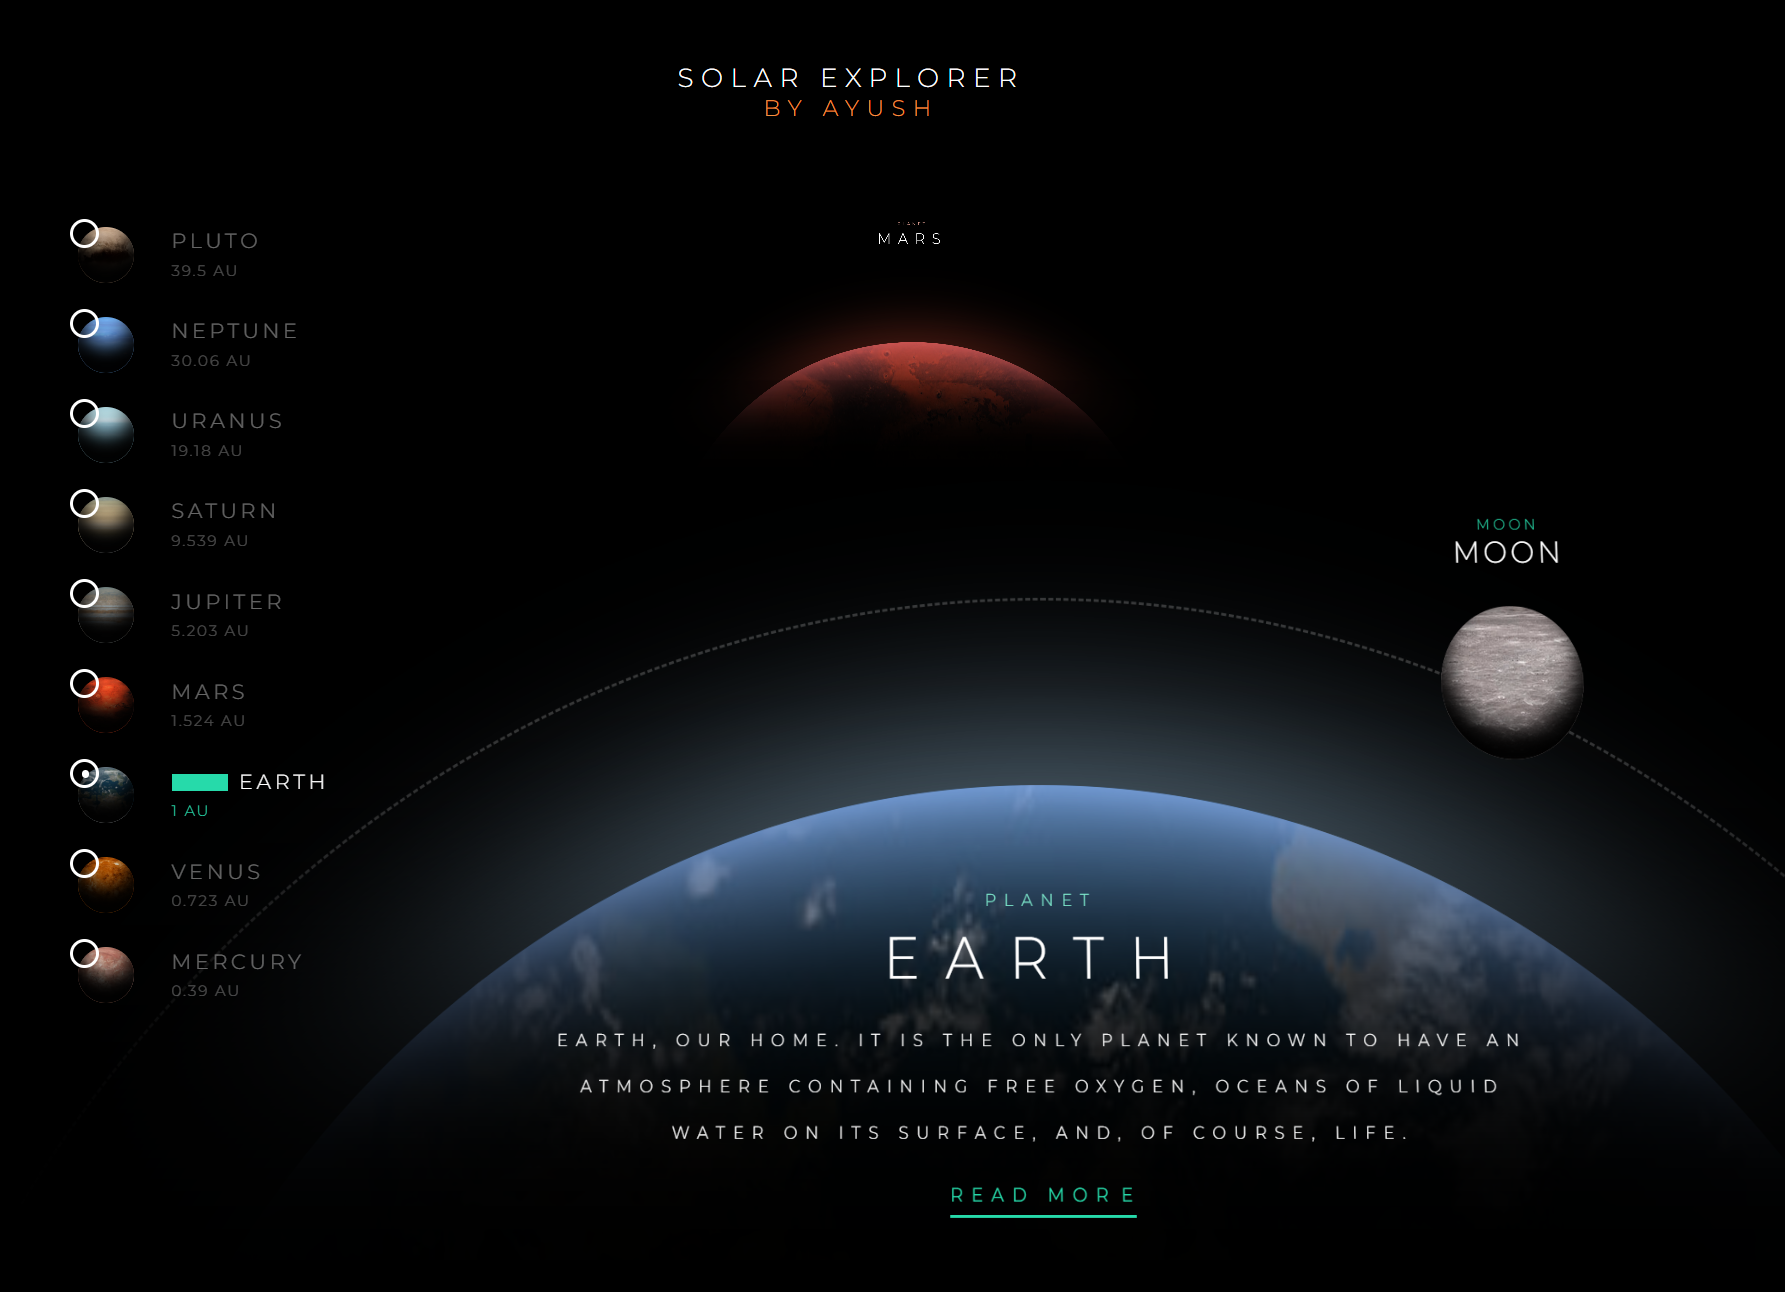 SOLAR EXPLORER
BY AYUSH
PLUTO
39.5 AU
NEPTUNE
30.06 AU
URANUS
19.18 AU
SATURN
9.539 AU
JUPITER
5.203 AU
MARS
1.524 AU
EARTH
1 AU
VENUS
0.723 AU
MERCURY
0.39 AU
PLANET
MARS
MOON
MOON
PLANET
EARTH
EARTH, OUR HOME. IT IS THE ONLY PLANET KNOWN TO HAVE AN
ATMOSPHERE CONTAINING FREE OXYGEN, OCEANS OF LIQUID
WATER ON ITS SURFACE, AND, OF COURSE, LIFE.
READ MORE